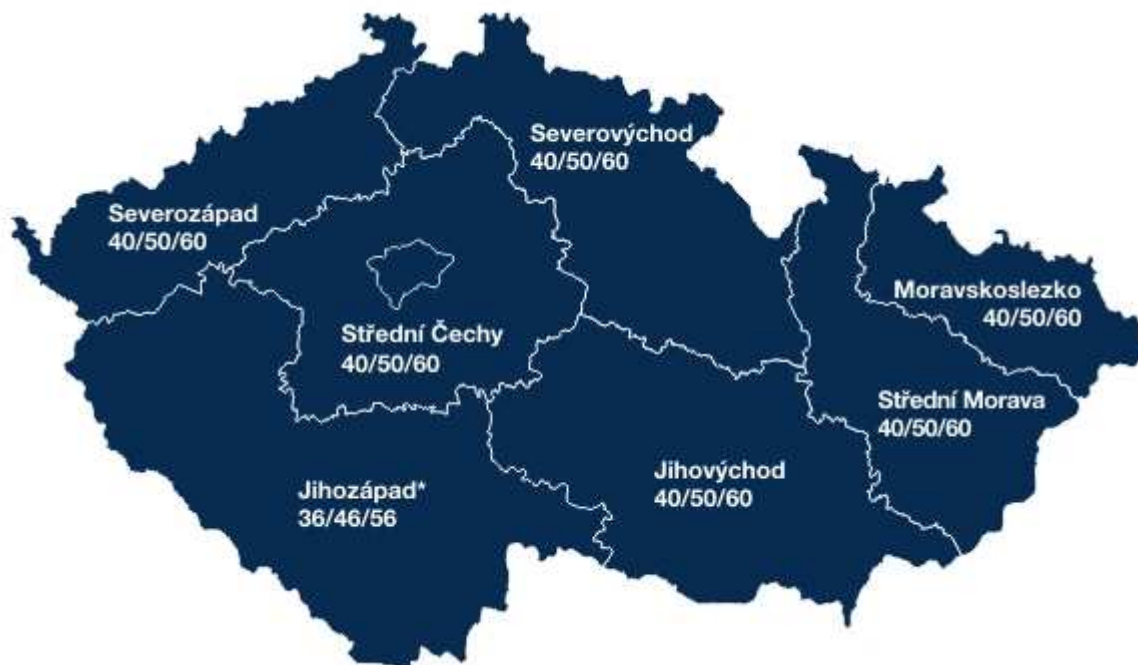 Severovýchod
40/50/60
Severozápad
40/50/60
Moravskoslezko
40/50/60
Střední Čechy
40/50/60
Střední Morava
40/50/60
Jihovýchod
40/50/60
Jihozápad*
36/46/56